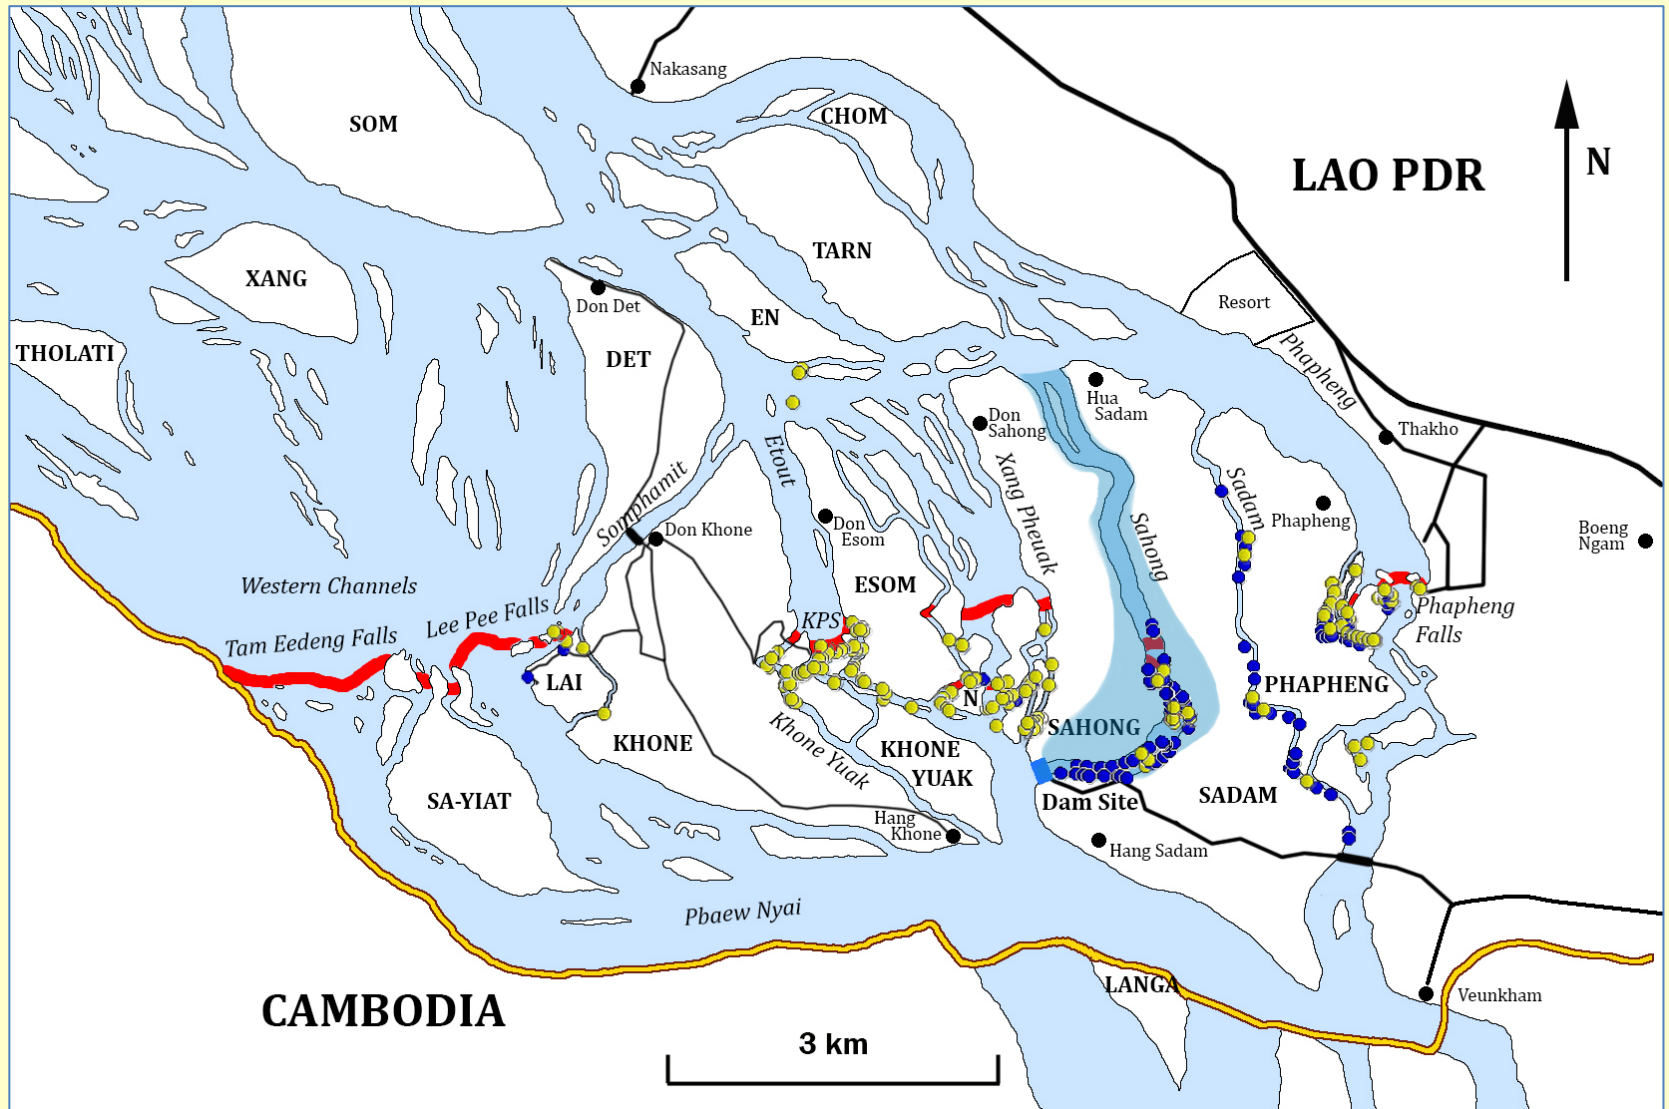 Nakasang
CHOM
SOM
LAO PDR
N
TARN
XANG
Don Det
Resort
EN
THOLATI
DET
Phapheng
Hua
Sadam
Don
Sahong
Thakho
Etout
Xang Pheuak
Sadam
Somphamit
Don Khone
Don
Esom
Sahong
Phapheng
Boeng
Ngam
Western Channels
ESOM
Lee Pee Falls
KPS
Phapheng
Falls
Tam Eedeng Falls
LAI
N
PHAPHENG
KHONE
Khone Yuak
KHONE
YUAK
SAHONG
SA-YIAT
Dam Site
SADAM
Hang
Khone
Hang Sadam
Pbaew Nyai
LANGA
Veunkham
CAMBODIA
3 km